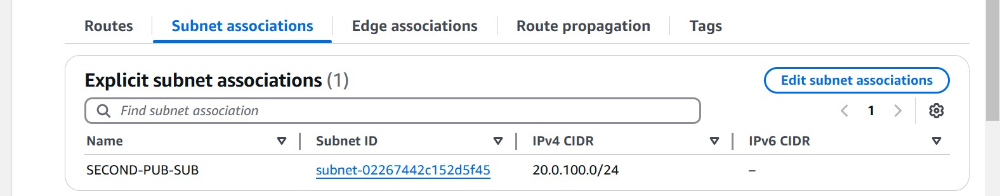 Routes Subnet associations Edge associations Route propagation Tags
Explicit subnet associations (1) Edit subnet associations
Find subnet association 1
Name Subnet ID IPv4 CIDR IPv6 CIDR
SECOND-PUB-SUB subnet-02267442c152d5f45 20.0.100.0/24 –